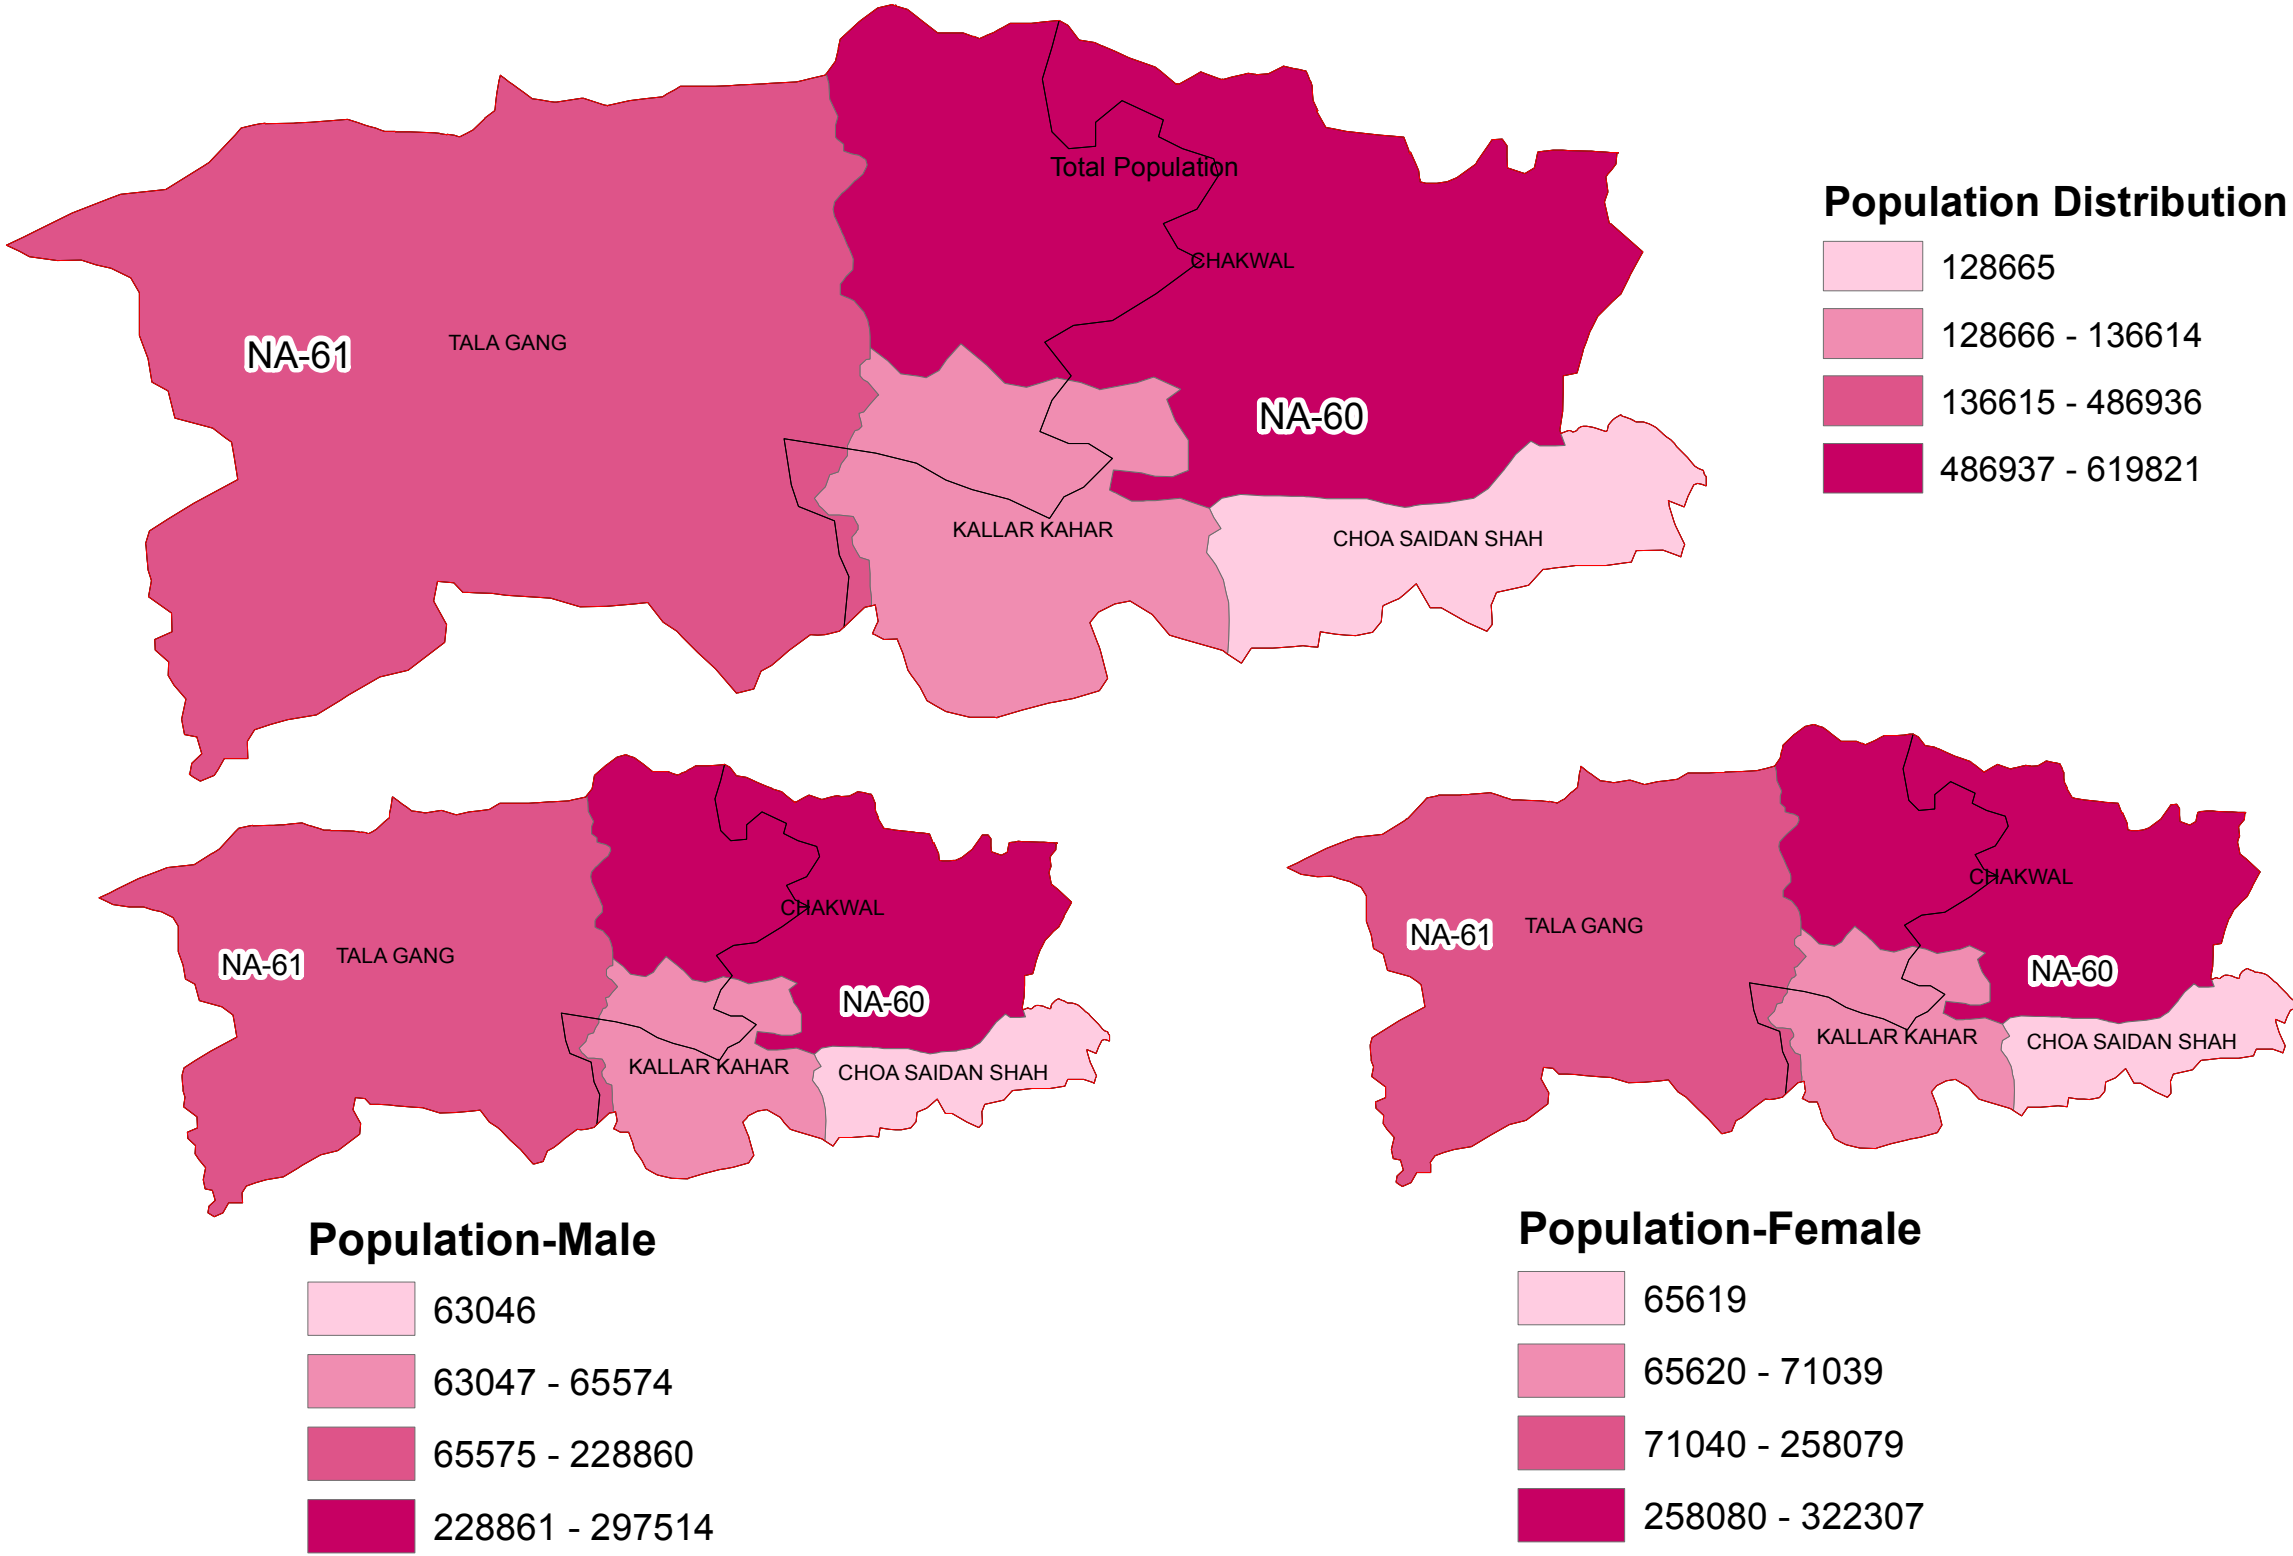 Total Population
CHAKWAL
NA-61
TALA GANG
NA-60
KALLAR KAHAR
CHOA SAIDAN SHAH
Population Distribution
128665
128666 - 136614
136615 - 486936
486937 - 619821
CHAKWAL
NA-61
TALA GANG
NA-60
KALLAR KAHAR
CHOA SAIDAN SHAH
Population-Male
63046
63047 - 65574
65575 - 228860
228861 - 297514
CHAKWAL
NA-61
TALA GANG
NA-60
KALLAR KAHAR
CHOA SAIDAN SHAH
Population-Female
65619
65620 - 71039
71040 - 258079
258080 - 322307